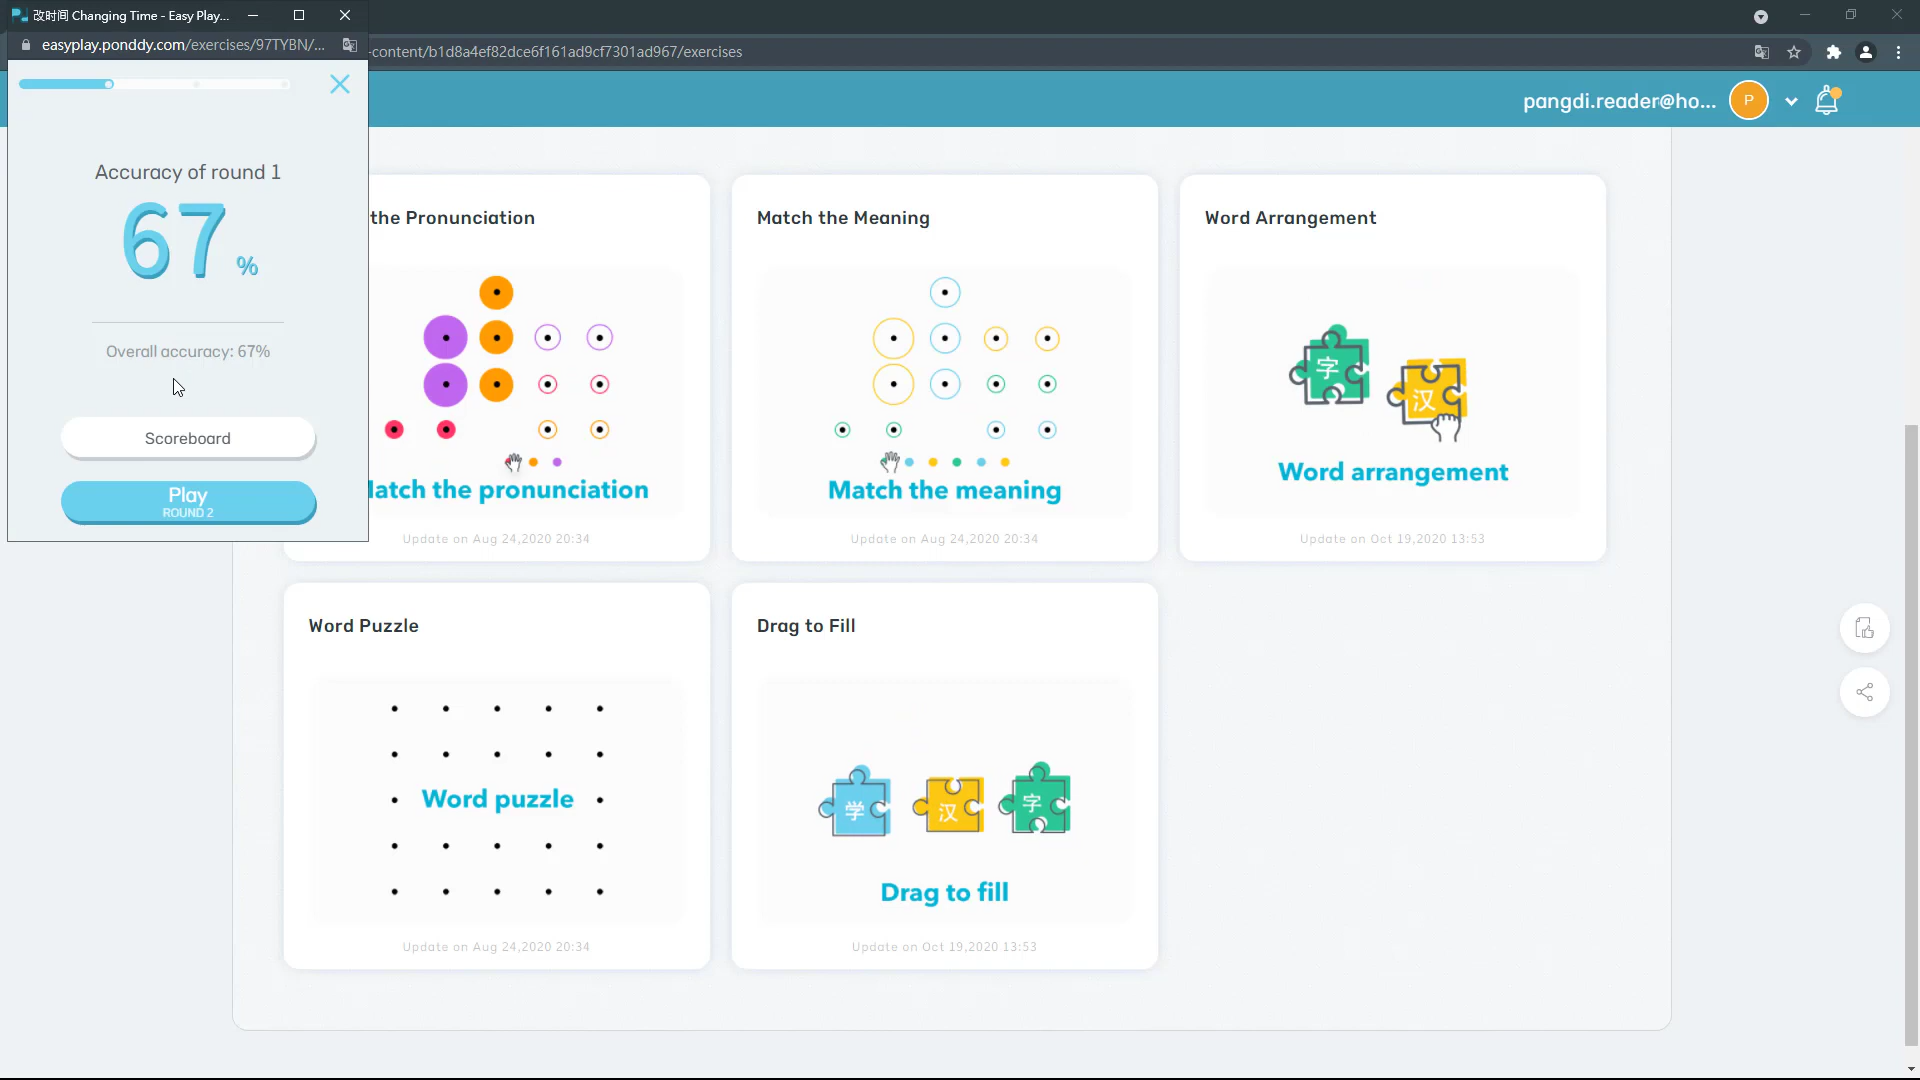 改时间 Changing Time - Easy Play...
easyplay.ponddy.com/exercises/97TYBN/...
-content/b1d8a4ef82dce6f161ad9cf7301ad967/exercises
pangdi.reader@ho...
P
Accuracy of round 1
67%
Overall accuracy: 67%
Scoreboard
Play
ROUND 2
the Pronunciation
atch the pronunciation
Update on Aug 24,2020 20:34
Match the Meaning
Match the meaning
Update on Aug 24,2020 20:34
Word Arrangement
字
汉
Word arrangement
Update on Oct 19,2020 13:53
Word Puzzle
Word puzzle
Update on Aug 24,2020 20:34
Drag to Fill
学 汉 字
Drag to fill
Update on Oct 19,2020 13:53